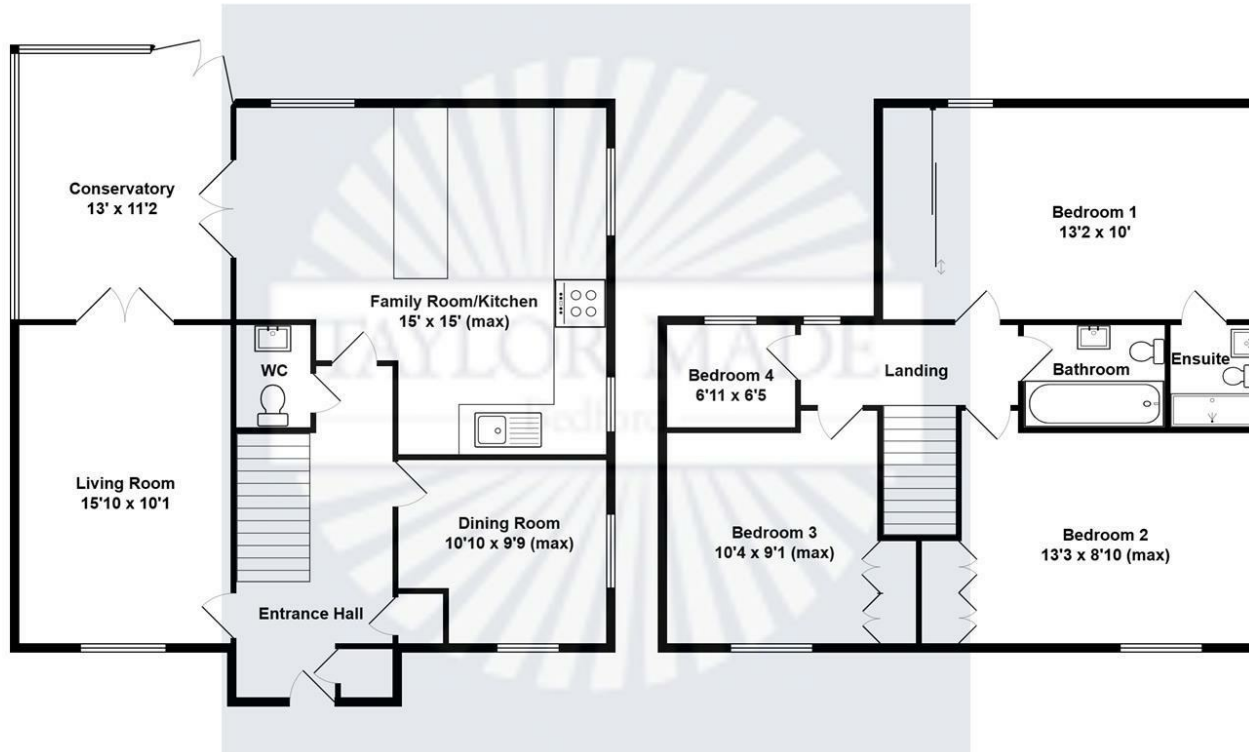 Conservatory
13' x 11'2
Family Room/Kitchen
15' x 15' (max)
WC
Living Room
15'10 x 10'1
Dining Room
10'10 x 9'9 (max)
Entrance Hall
Bedroom 1
13'2 x 10'
Bedroom 4
6'11 x 6'5
Landing
Bathroom
Ensuite
Bedroom 3
10'4 x 9'1 (max)
Bedroom 2
13'3 x 8'10 (max)
TAYLOR MADE
Bedford